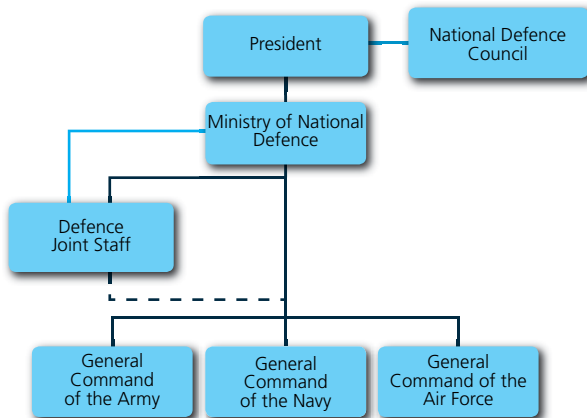 President
National Defence
Council
Ministry of National
Defence
Defence
Joint Staff
General
Command
of the Army
General
Command
of the Navy
General
Command of the
Air Force